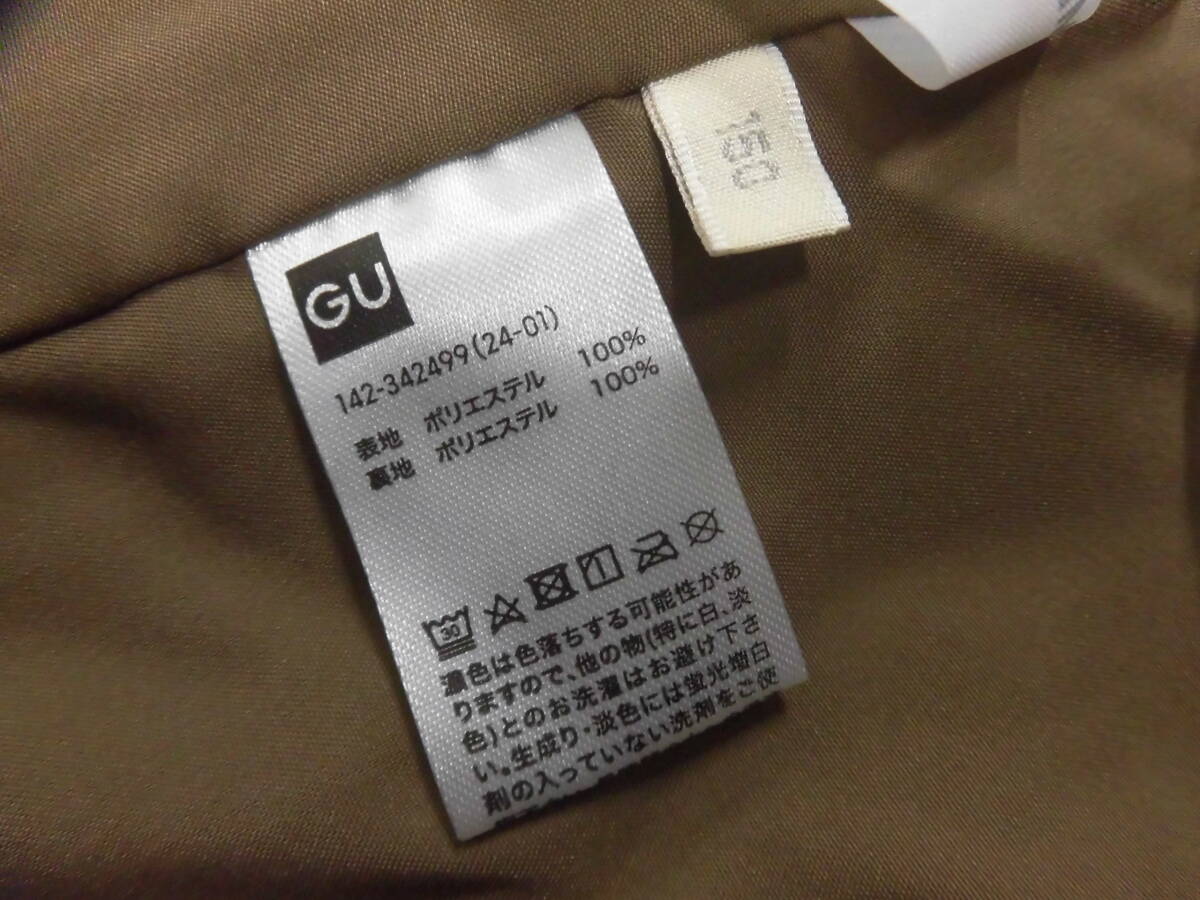 GU
142-342499(24-01)
表地 ポリエステル 100%
裏地 ポリエステル 100%
30
濃色は色落ちする可能性があ
りますので、他の物(特に白、淡
色)とのお洗濯はお避け下さ
い。生成り・淡色には蛍光増白
剤の入っていない洗剤をご使
150